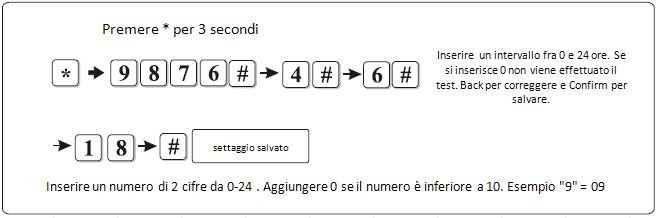 Premere * per 3 secondi
* → 9 8 7 6 # → 4 # → 6 #
Inserire un intervallo fra 0 e 24 ore. Se
si inserisce 0 non viene effettuato il
test. Back per correggere e Confirm per
salvare.
→ 1 8 → # settaggio salvato
Inserire un numero di 2 cifre da 0-24 . Aggiungere 0 se il numero è inferiore a 10. Esempio "9" = 09